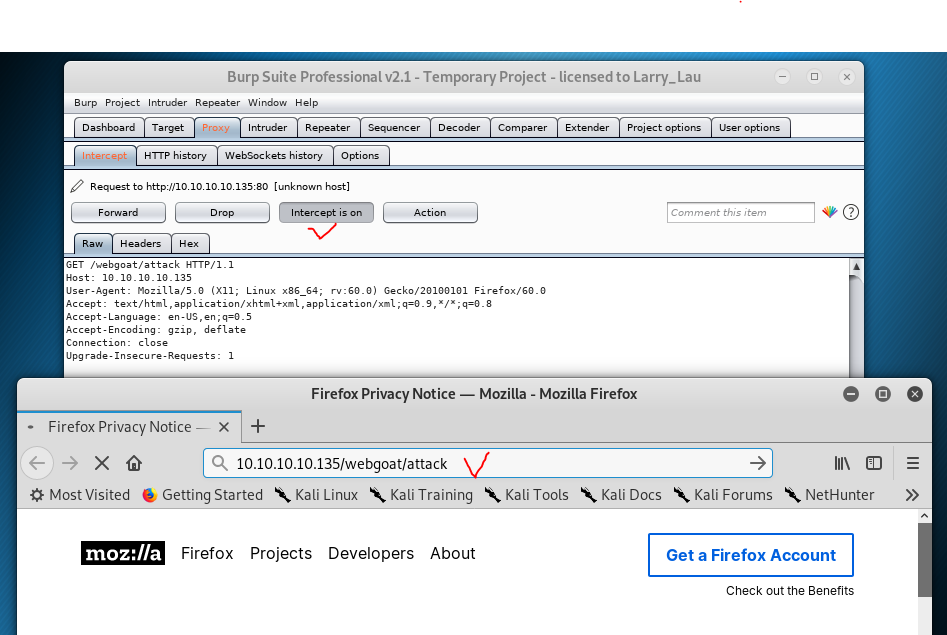 Burp Suite Professional v2.1 - Temporary Project - licensed to Larry_Lau
Burp Project Intruder Repeater Window Help
Dashboard Target Proxy Intruder Repeater Sequencer Decoder Comparer Extender Project options User options
Intercept HTTP history WebSockets history Options
Request to http://10.10.10.10.135:80 [unknown host]
Forward Drop Intercept is on Action Comment this item ?
Raw Headers Hex
GET /webgoat/attack HTTP/1.1
Host: 10.10.10.10.135
User-Agent: Mozilla/5.0 (X11; Linux x86_64; rv:60.0) Gecko/20100101 Firefox/60.0
Accept: text/html,application/xhtml+xml,application/xml;q=0.9,*/*;q=0.8
Accept-Language: en-US,en;q=0.5
Accept-Encoding: gzip, deflate
Connection: close
Upgrade-Insecure-Requests: 1
Firefox Privacy Notice — Mozilla - Mozilla Firefox
Firefox Privacy Notice —
10.10.10.10.135/webgoat/attack
Most Visited Getting Started Kali Linux Kali Training Kali Tools Kali Docs Kali Forums NetHunter
moz://a Firefox Projects Developers About Get a Firefox Account
Check out the Benefits